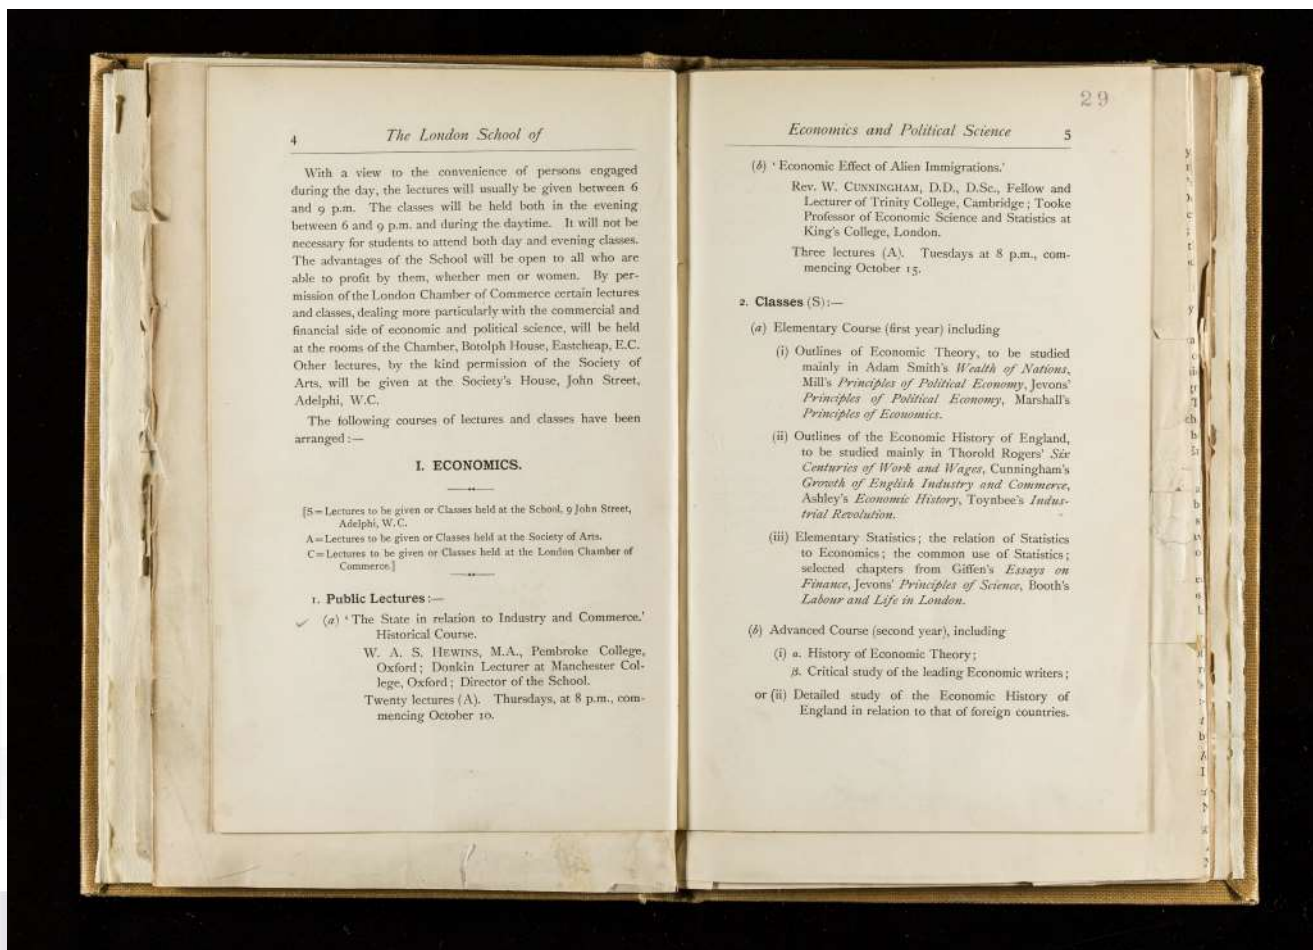 4 The London School of
With a view to the convenience of persons engaged
during the day, the lectures will usually be given between 6
and 9 p.m. The classes will be held both in the evening
between 6 and 9 p.m. and during the daytime. It will not be
necessary for students to attend both day and evening classes.
The advantages of the School will be open to all who are
able to profit by them, whether men or women. By per-
mission of the London Chamber of Commerce certain lectures
and classes, dealing more particularly with the commercial and
financial side of economic and political science, will be held
at the rooms of the Chamber, Botolph House, Eastcheap, E.C.
Other lectures, by the kind permission of the Society of
Arts, will be given at the Society's House, John Street,
Adelphi, W.C.
The following courses of lectures and classes have been
arranged :—
I. ECONOMICS.
[S=Lectures to be given or Classes held at the School, 9 John Street,
Adelphi, W.C.
A=Lectures to be given or Classes held at the Society of Arts.
C=Lectures to be given or Classes held at the London Chamber of
Commerce.]
1. Public Lectures :—
(a) 'The State in relation to Industry and Commerce.'
Historical Course.
W. A. S. HEWINS, M.A., Pembroke College,
Oxford; Donkin Lecturer at Manchester Col-
lege, Oxford; Director of the School.
Twenty lectures (A). Thursdays, at 8 p.m., com-
mencing October 10.
29
Economics and Political Science 5
(b) 'Economic Effect of Alien Immigrations.'
Rev. W. CUNNINGHAM, D.D., D.Sc., Fellow and
Lecturer of Trinity College, Cambridge; Tooke
Professor of Economic Science and Statistics at
King's College, London.
Three lectures (A). Tuesdays at 8 p.m., com-
mencing October 15.
2. Classes (S) :—
(a) Elementary Course (first year) including
(i) Outlines of Economic Theory, to be studied
mainly in Adam Smith's Wealth of Nations,
Mill's Principles of Political Economy, Jevons'
Principles of Political Economy, Marshall's
Principles of Economics.
(ii) Outlines of the Economic History of England,
to be studied mainly in Thorold Rogers' Six
Centuries of Work and Wages, Cunningham's
Growth of English Industry and Commerce,
Ashley's Economic History, Toynbee's Indus-
trial Revolution.
(iii) Elementary Statistics; the relation of Statistics
to Economics; the common use of Statistics;
selected chapters from Giffen's Essays on
Finance, Jevons' Principles of Science, Booth's
Labour and Life in London.
(b) Advanced Course (second year), including
(i) α. History of Economic Theory;
β. Critical study of the leading Economic writers;
or (ii) Detailed study of the Economic History of
England in relation to that of foreign countries.